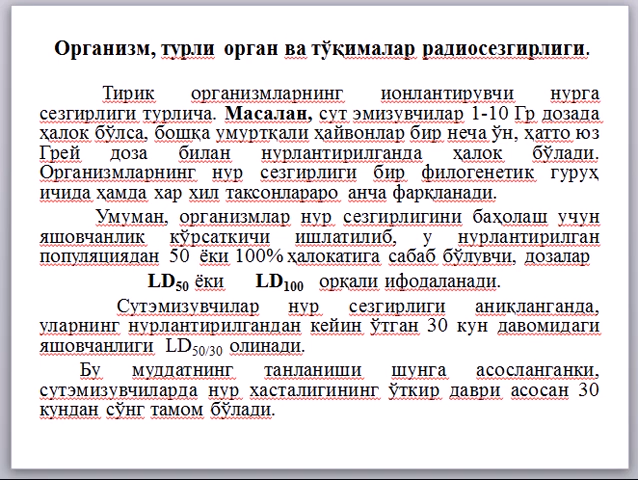 Организм, турли орган ва тўқималар радиосезгирлиги.
Тирик организмларнинг ионлантирувчи нурга
сезгирлиги турлича. Масалан, сут эмизувчилар 1-10 Гр дозада
ҳалок бўлса, бошқа умуртқали ҳайвонлар бир неча ўн, ҳатто юз
Грей доза билан нурлантирилганда ҳалок бўлади.
Организмларнинг нур сезгирлиги бир филогенетик гуруҳ
ичида ҳамда хар хил таксонлараро анча фарқланади.
Умуман, организмлар нур сезгирлигини баҳолаш учун
яшовчанлик кўрсаткичи ишлатилиб, у нурлантирилган
популяциядан 50 ёки 100% ҳалокатига сабаб бўлувчи, дозалар
LD50 ёки LD100 орқали ифодаланади.
Сутэмизувчилар нур сезгирлиги аниқланганда,
уларнинг нурлантирилгандан кейин ўтган 30 кун давомидаги
яшовчанлиги LD50/30 олинади.
Бу муддатнинг танланиши шунга асосланганки,
сутэмизувчиларда нур хасталигининг ўткир даври асосан 30
кундан сўнг тамом бўлади.